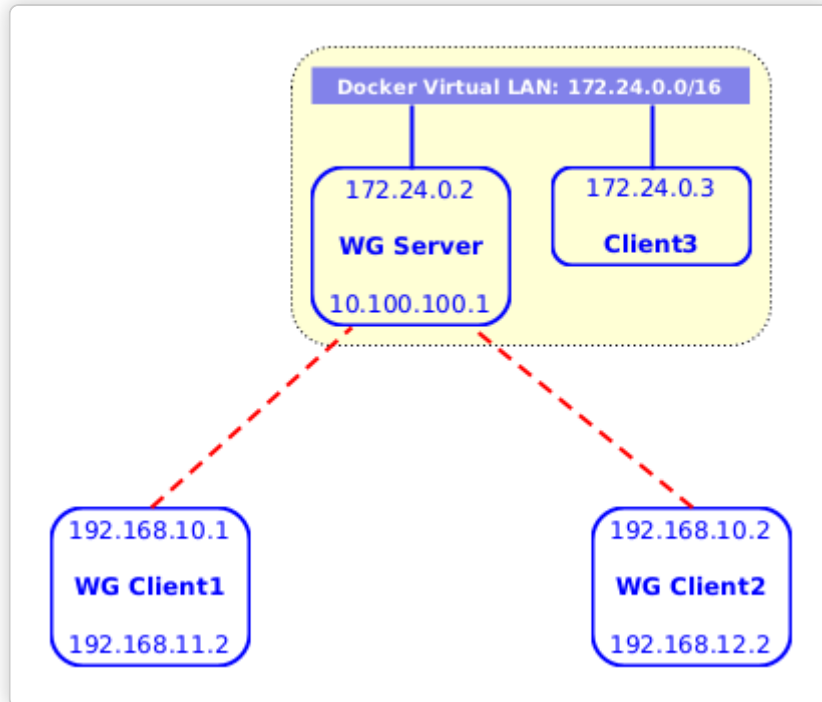 Docker Virtual LAN: 172.24.0.0/16
172.24.0.2
WG Server
10.100.100.1
172.24.0.3
Client3
192.168.10.1
WG Client1
192.168.11.2
192.168.10.2
WG Client2
192.168.12.2